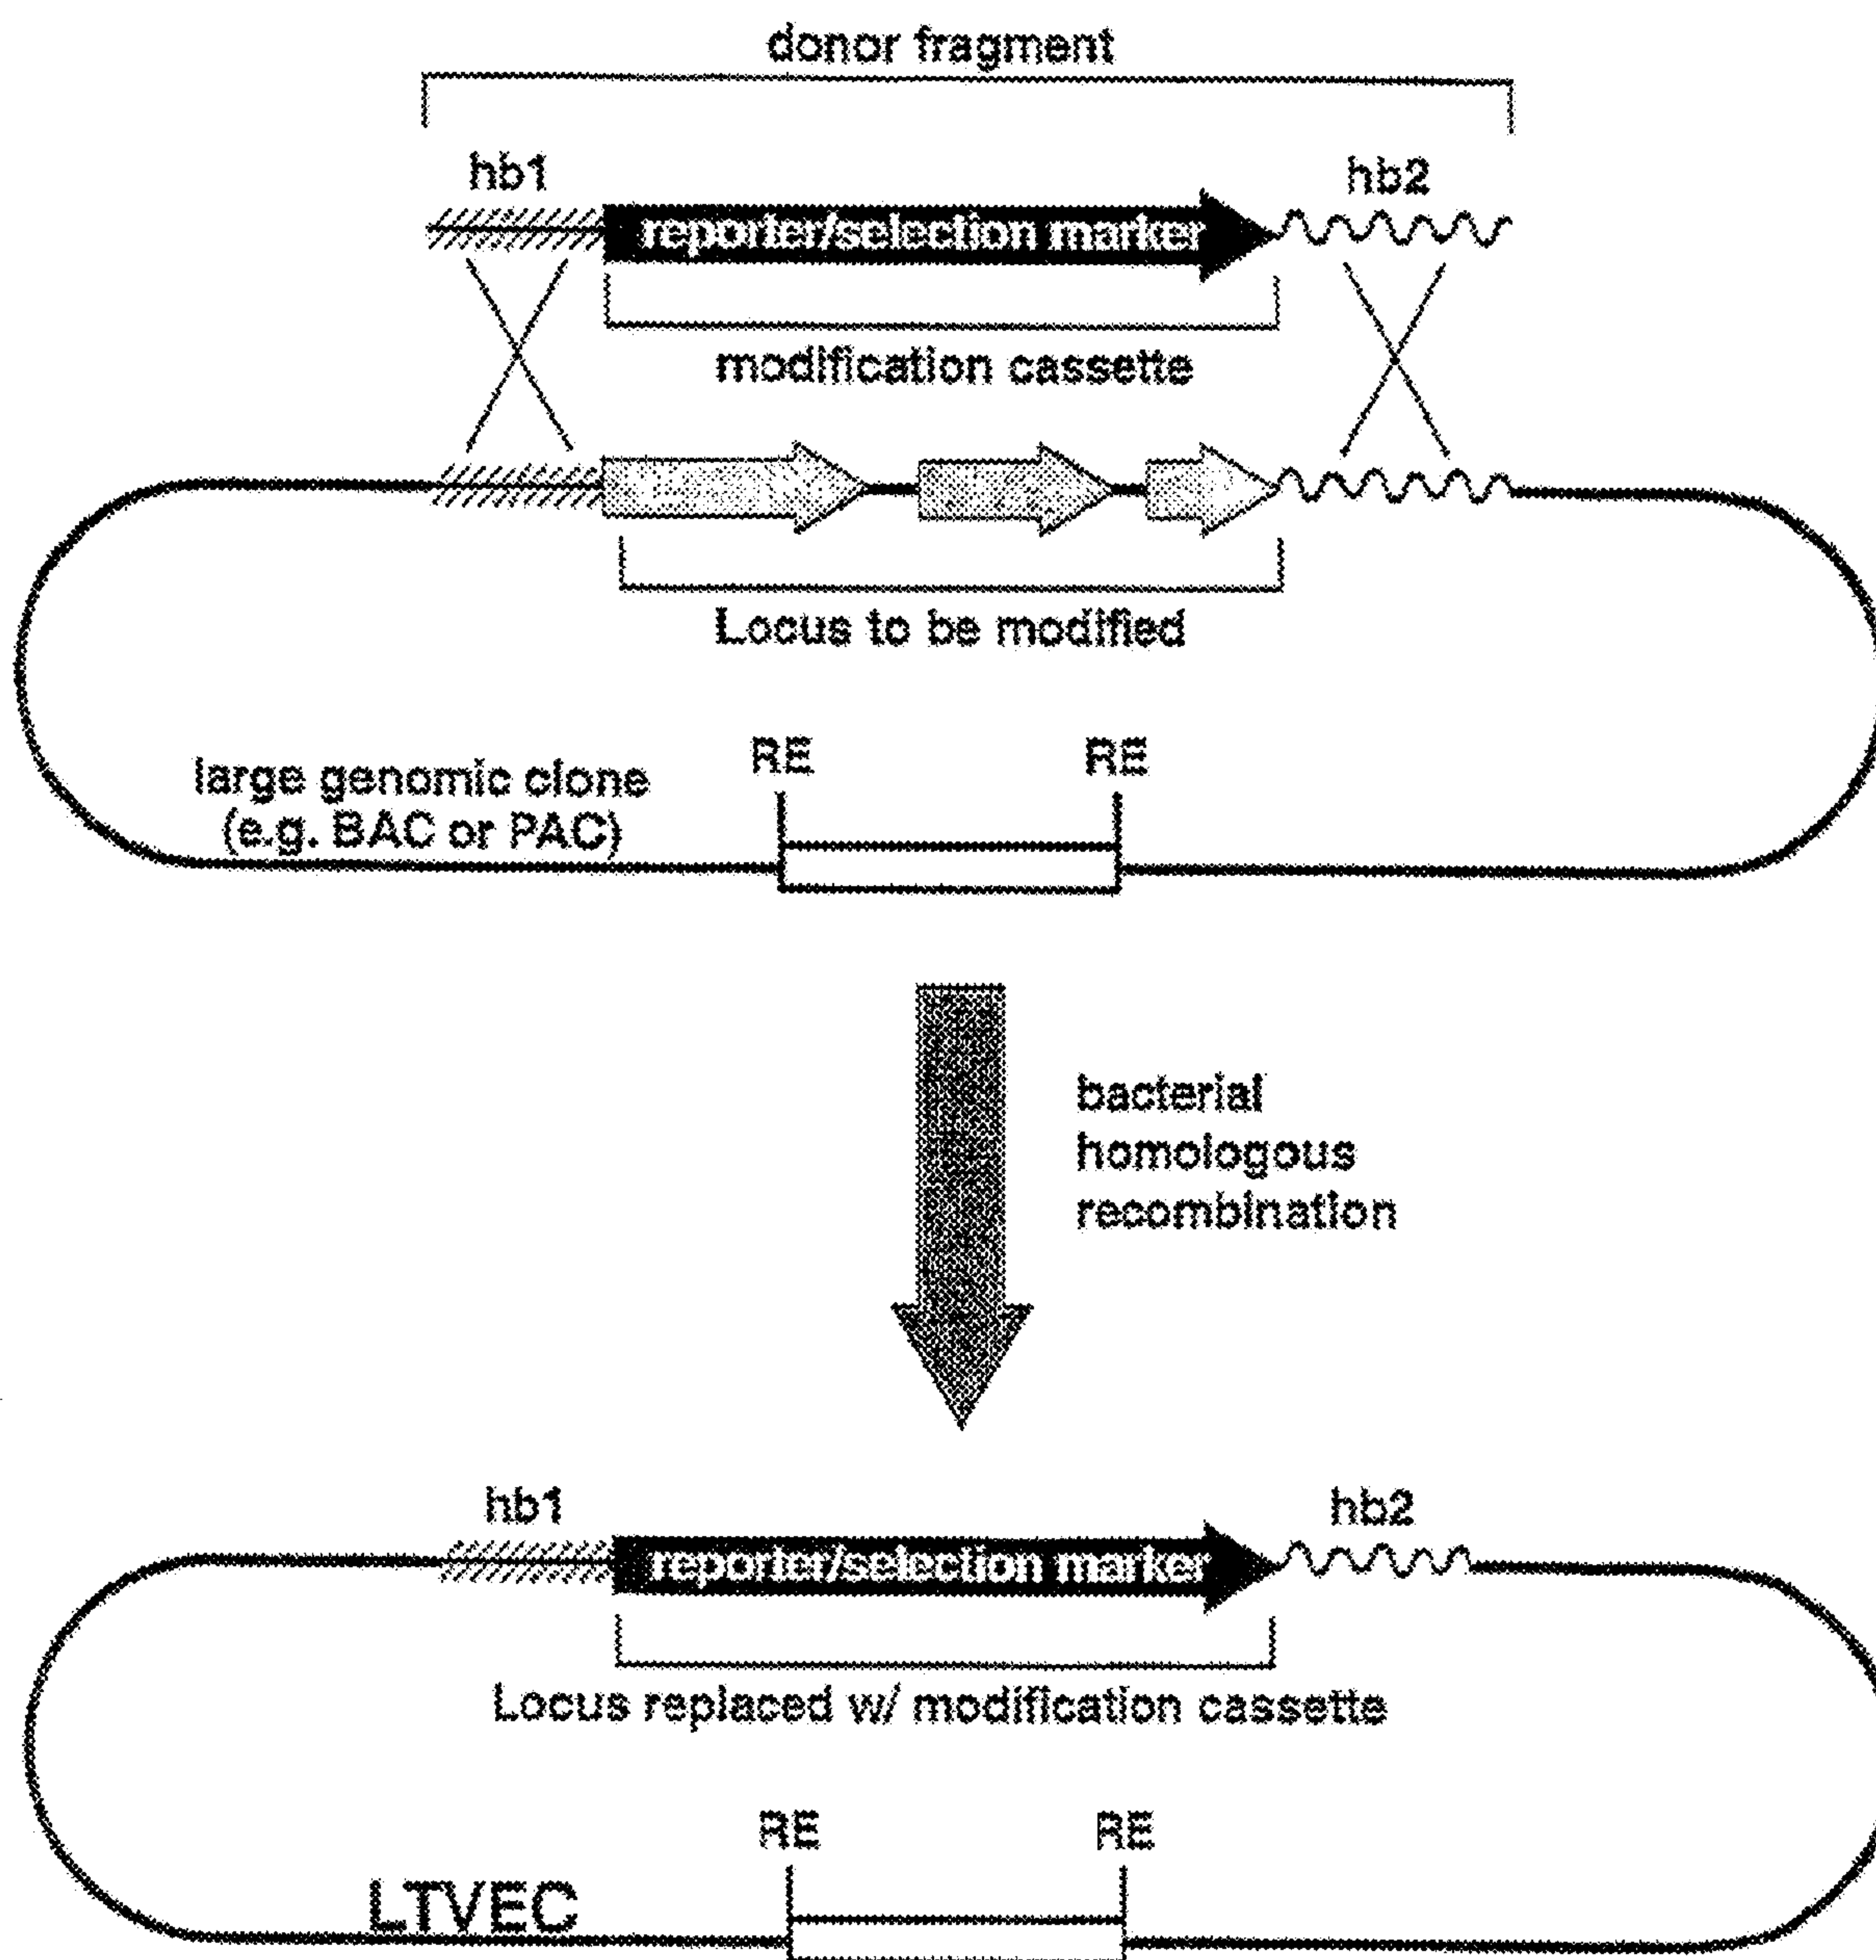 donor fragment
hb1
hb2
reporter/selection marker
modification cassette
Locus to be modified
RE
RE
large genomic clone
(e.g. BAC or PAC)
bacterial
homologous
recombination
hb1
hb2
reporter/selection marker
Locus replaced w/ modification cassette
RE
RE
LTVEC